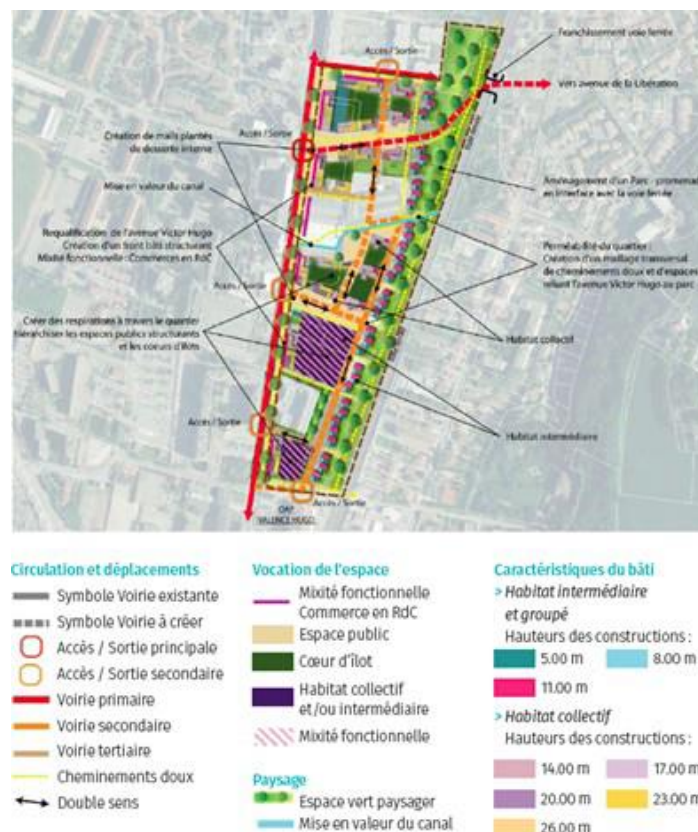 Accès / Sortie
Franchissement voie ferrée
Vers avenue de la Libération
Accès / Sortie
Création de mails plantés
de desserte interne
Mise en valeur du canal
Aménagement d'un Parc - promenade
en interface avec la voie ferrée
Requalification de l'avenue Victor Hugo
Création d'un front bâti structurant
Mixité fonctionnelle : Commerces en RdC
Perméabilité du quartier :
Création d'un maillage transversal
de cheminements doux et d'espaces
reliant l'avenue Victor Hugo au parc
Accès / Sortie
Créer des respirations à travers le quartier
hiérarchiser les espaces publics structurants
et les coeurs d'îlots
Habitat collectif
Accès / Sortie
Habitat intermédiaire
Accès / Sortie
OAP
VALENCE HUGO
Circulation et déplacements
Symbole Voirie existante
Symbole Voirie à créer
Accès / Sortie principale
Accès / Sortie secondaire
Voirie primaire
Voirie secondaire
Voirie tertiaire
Cheminements doux
Double sens
Vocation de l'espace
Mixité fonctionnelle
Commerce en RdC
Espace public
Cœur d'îlot
Habitat collectif
et/ou intermédiaire
Mixité fonctionnelle
Paysage
Espace vert paysager
Mise en valeur du canal
Caractéristiques du bâti
> Habitat intermédiaire
et groupé
Hauteurs des constructions :
5.00 m
8.00 m
11.00 m
> Habitat collectif
Hauteurs des constructions :
14.00 m
17.00 m
20.00 m
23.00 m
26.00 m